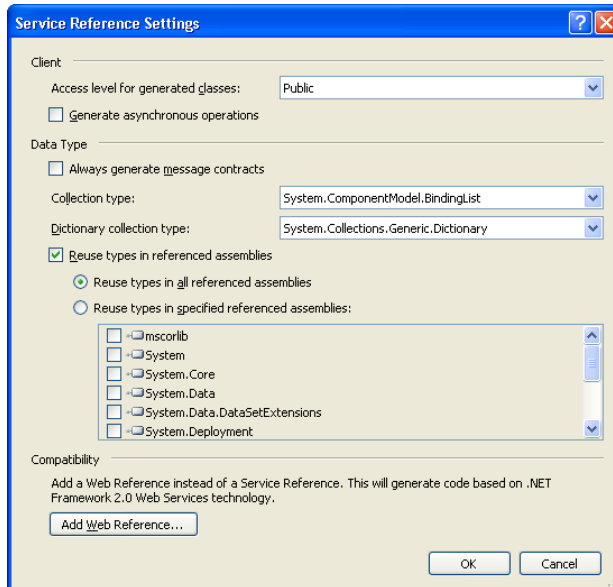 Service Reference Settings
Client
Access level for generated classes:
Public
Generate asynchronous operations
Data Type
Always generate message contracts
Collection type:
System.ComponentModel.BindingList
Dictionary collection type:
System.Collections.Generic.Dictionary
Reuse types in referenced assemblies
Reuse types in all referenced assemblies
Reuse types in specified referenced assemblies:
mscorlib
System
System.Core
System.Data
System.Data.DataSetExtensions
System.Deployment
Compatibility
Add a Web Reference instead of a Service Reference. This will generate code based on .NET
Framework 2.0 Web Services technology.
Add Web Reference...
OK
Cancel